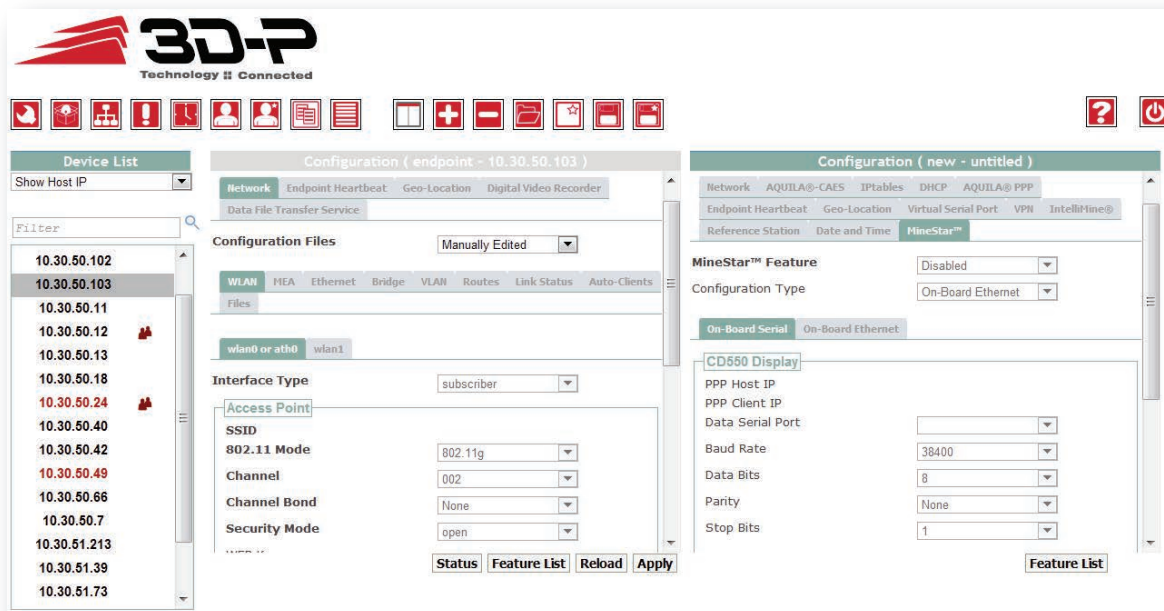 3D-P
Technology :: Connected
Device List
Show Host IP
Filter
10.30.50.102
10.30.50.103
10.30.50.11
10.30.50.12
10.30.50.13
10.30.50.18
10.30.50.24
10.30.50.40
10.30.50.42
10.30.50.49
10.30.50.66
10.30.50.7
10.30.51.213
10.30.51.39
10.30.51.73
Configuration ( endpoint - 10.30.50.103 )
Network Endpoint Heartbeat Geo-Location Digital Video Recorder
Data File Transfer Service
Configuration Files Manually Edited
WLAN MEA Ethernet Bridge VLAN Routes Link Status Auto-Clients
Files
wlan0 or ath0 wlan1
Interface Type subscriber
Access Point
SSID
802.11 Mode 802.11g
Channel 002
Channel Bond None
Security Mode open
Status Feature List Reload Apply
Configuration ( new - untitled )
Network AQUILA®-CAES IPtables DHCP AQUILA® PPP
Endpoint Heartbeat Geo-Location Virtual Serial Port VPN IntelliMine®
Reference Station Date and Time MineStar™
MineStar™ Feature Disabled
Configuration Type On-Board Ethernet
On-Board Serial On-Board Ethernet
CD550 Display
PPP Host IP
PPP Client IP
Data Serial Port
Baud Rate 38400
Data Bits 8
Parity None
Stop Bits 1
Feature List